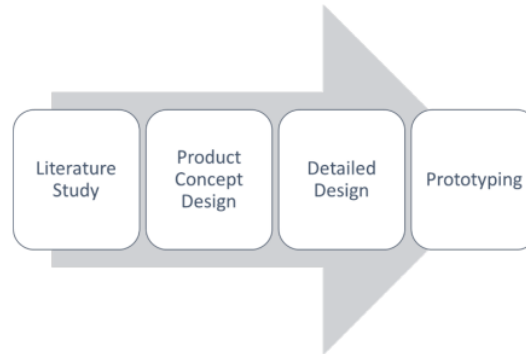 Literature
Study
Product
Concept
Design
Detailed
Design
Prototyping